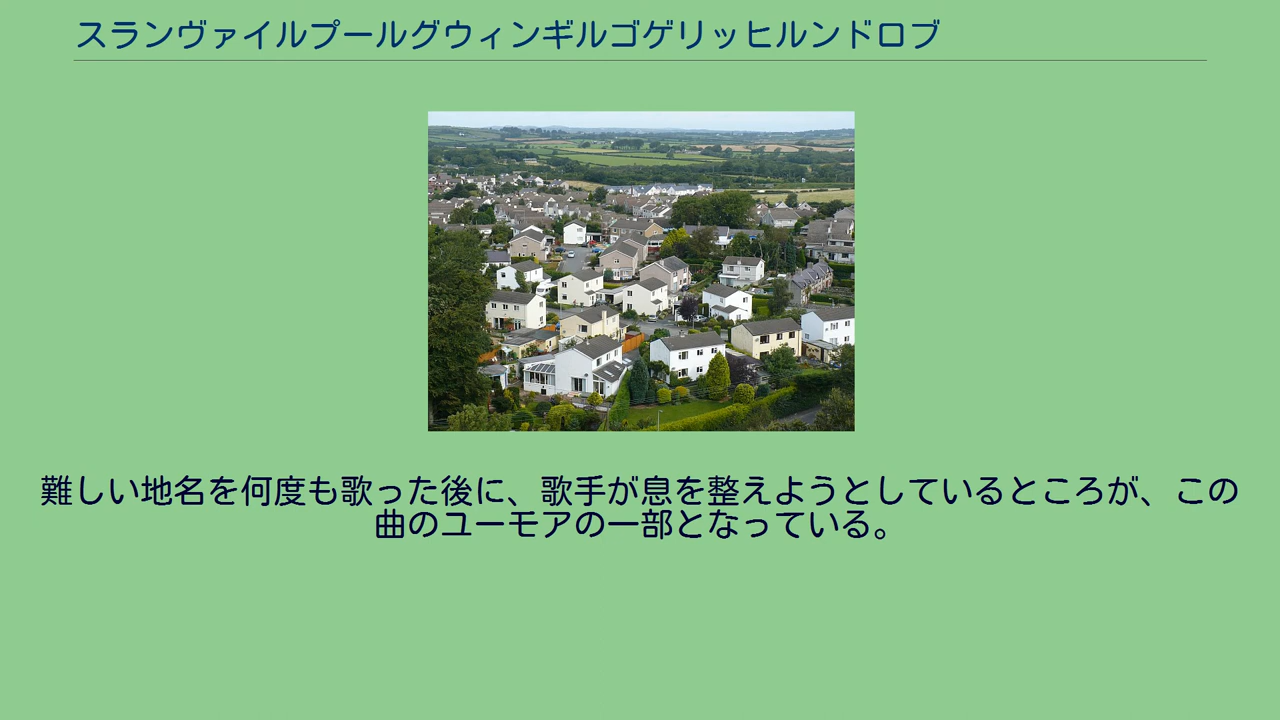 スランヴァイルプールグウィンギルゴゲリッヒルンドロブ
難しい地名を何度も歌った後に、歌手が息を整えようとしているところが、この
曲のユーモアの一部となっている。